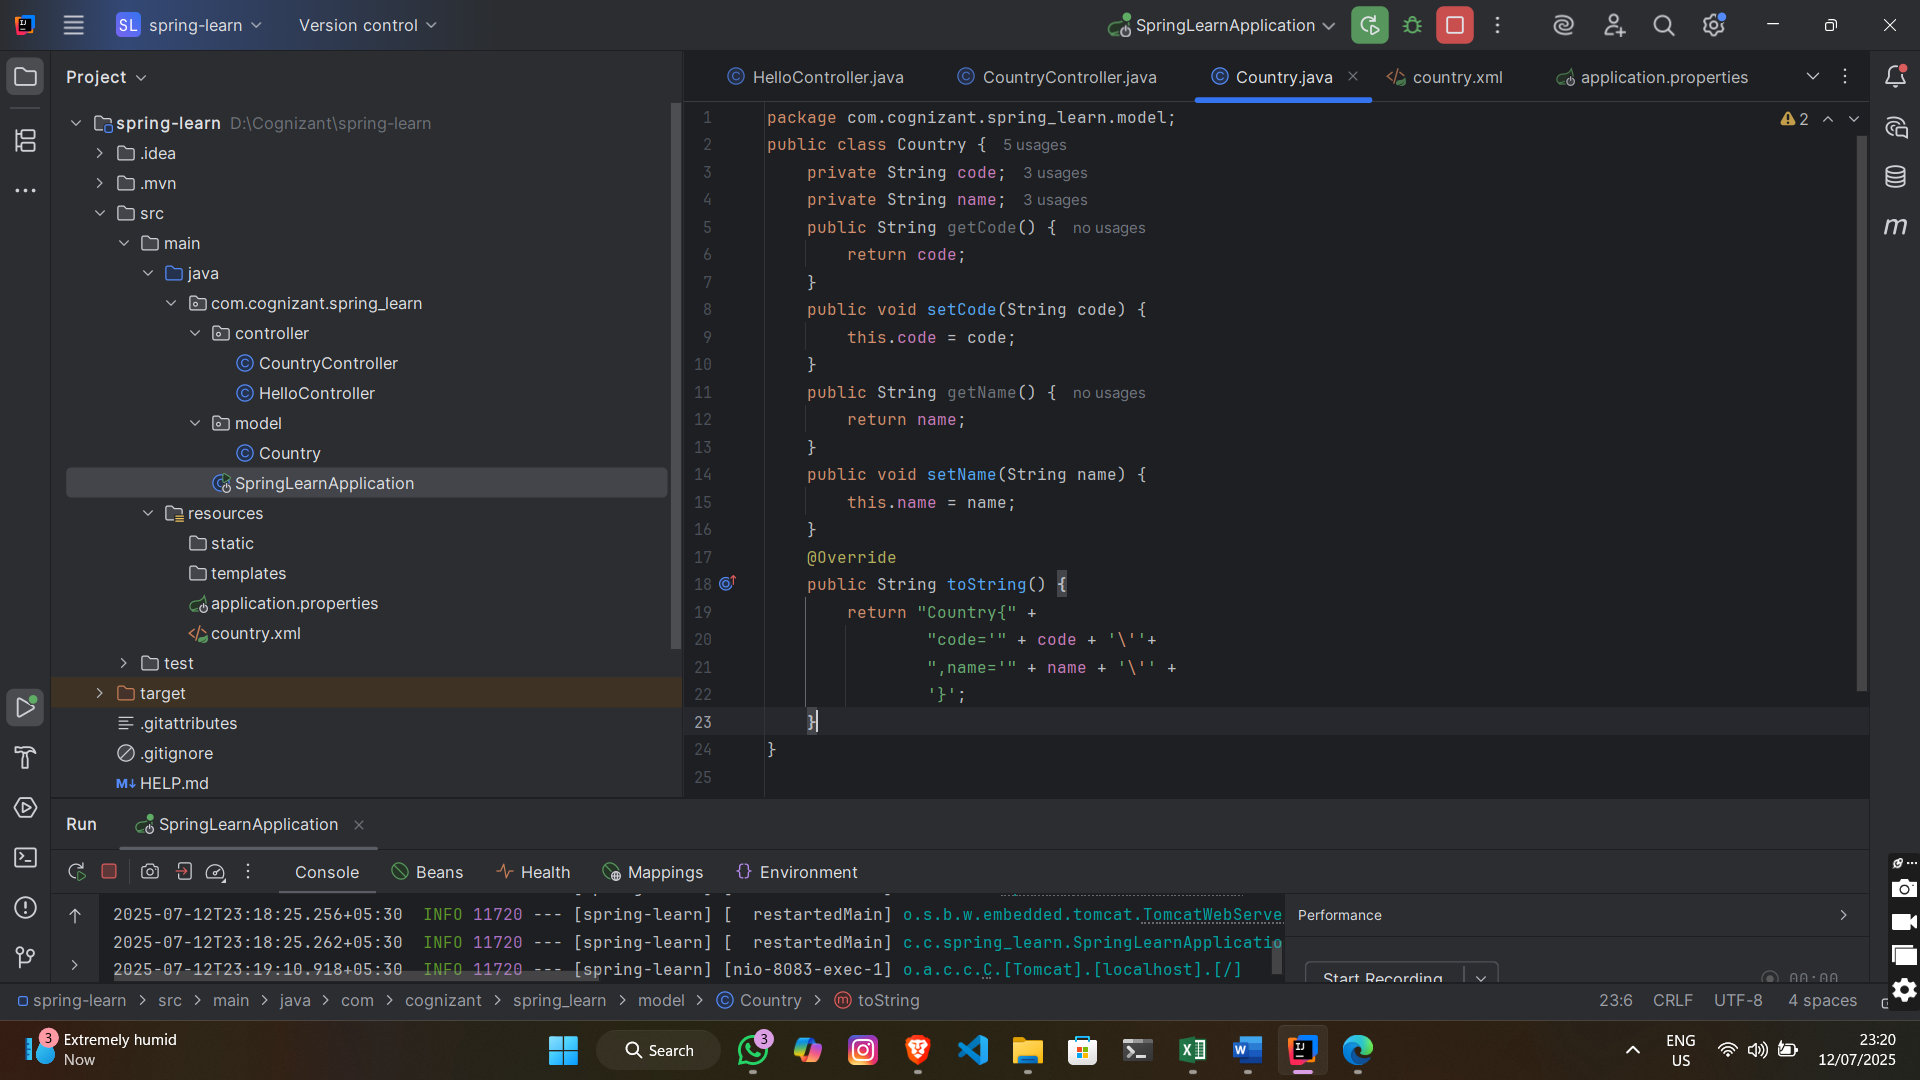 SL spring-learn Version control SpringLearnApplication
Project
HelloController.java CountryController.java Country.java country.xml application.properties
spring-learn D:\Cognizant\spring-learn
.idea
.mvn
src
main
java
com.cognizant.spring_learn
controller
CountryController
HelloController
model
Country
SpringLearnApplication
resources
static
templates
application.properties
country.xml
test
target
.gitattributes
.gitignore
M↓ HELP.md
2
1 package com.cognizant.spring_learn.model;
2 public class Country { 5 usages
3 private String code; 3 usages
4 private String name; 3 usages
5 public String getCode() { no usages
6 return code;
7 }
8 public void setCode(String code) {
9 this.code = code;
10 }
11 public String getName() { no usages
12 return name;
13 }
14 public void setName(String name) {
15 this.name = name;
16 }
17 @Override
18 public String toString() {
19 return "Country{" +
20 "code='" + code + '\''+
21 ",name='" + name + '\'' +
22 '}';
23 }
24 }
25
Run SpringLearnApplication
Console Beans Health Mappings Environment
2025-07-12T23:18:25.256+05:30 INFO 11720 --- [spring-learn] [ restartedMain] o.s.b.w.embedded.tomcat.TomcatWebServe
2025-07-12T23:18:25.262+05:30 INFO 11720 --- [spring-learn] [ restartedMain] c.c.spring_learn.SpringLearnApplicatio
2025-07-12T23:19:10.918+05:30 INFO 11720 --- [spring-learn] [nio-8083-exec-1] o.a.c.c.C.[Tomcat].[localhost].[/]
Performance
Start Recording 00:00
spring-learn > src > main > java > com > cognizant > spring_learn > model > Country > toString
23:6 CRLF UTF-8 4 spaces
3
Extremely humid
Now
Search
3
ENG
US
23:20
12/07/2025